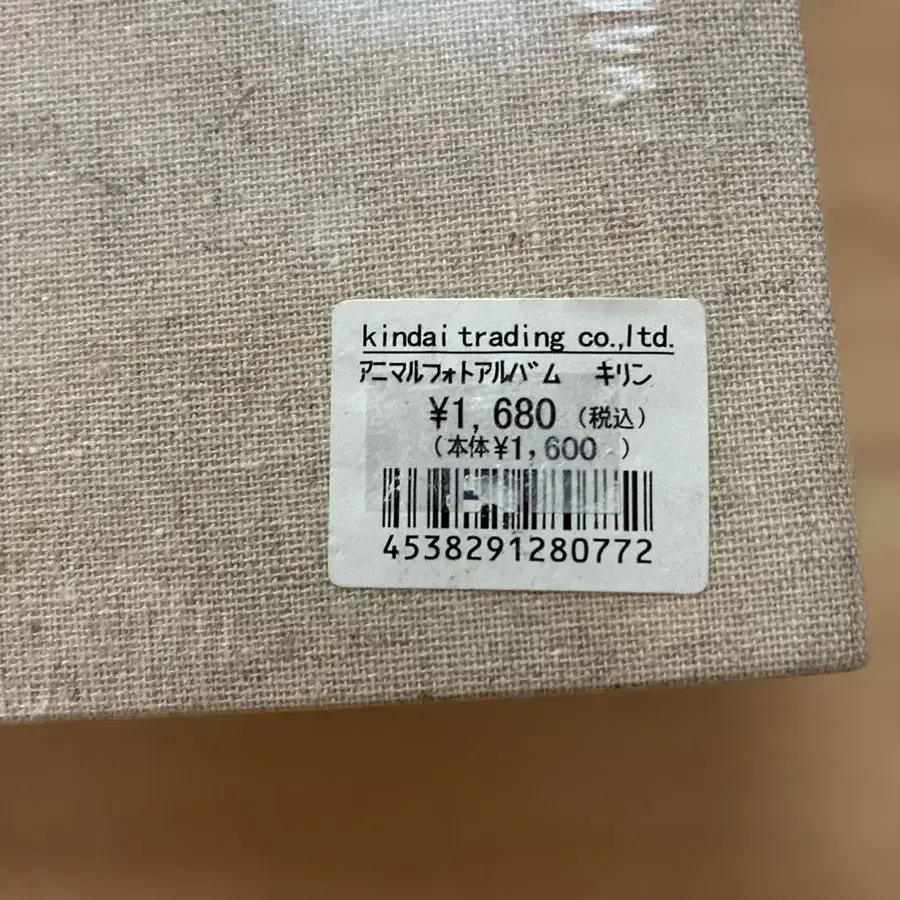 kindai trading co.,ltd.
ｱﾆﾏﾙﾌｫﾄｱﾙﾊﾞﾑ　ｷﾘﾝ
¥1,680（税込）
（本体¥1,600 ）
4538291280772